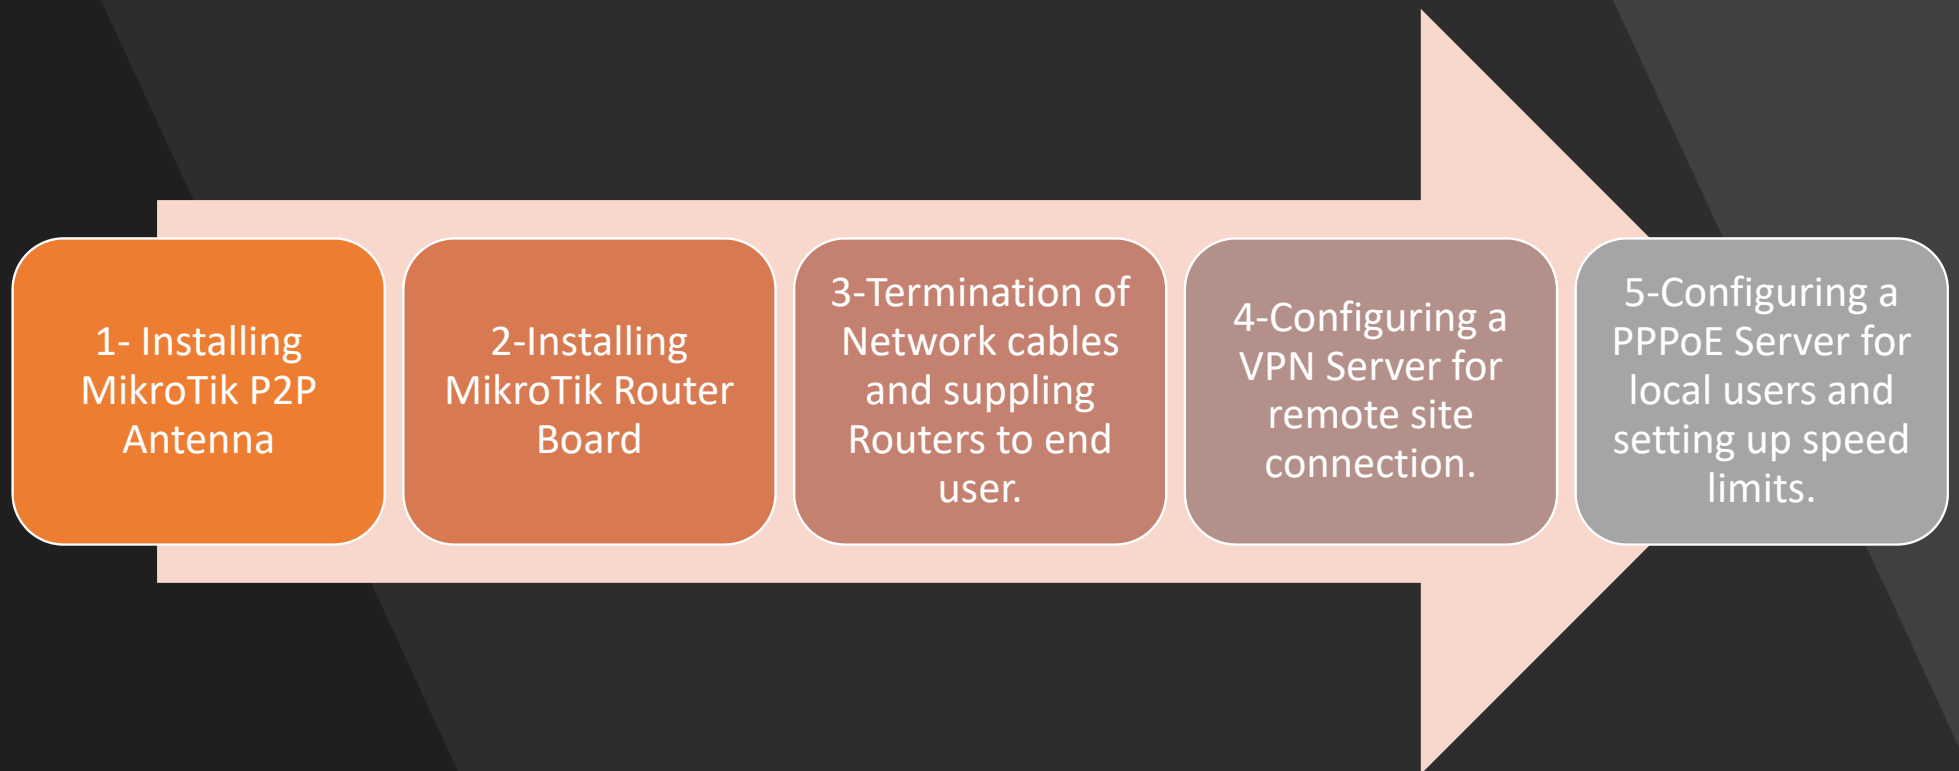 1- Installing
MikroTik P2P
Antenna
2-Installing
MikroTik Router
Board
3-Termination of
Network cables
and suppling
Routers to end
user.
4-Configuring a
VPN Server for
remote site
connection.
5-Configuring a
PPPoE Server for
local users and
setting up speed
limits.